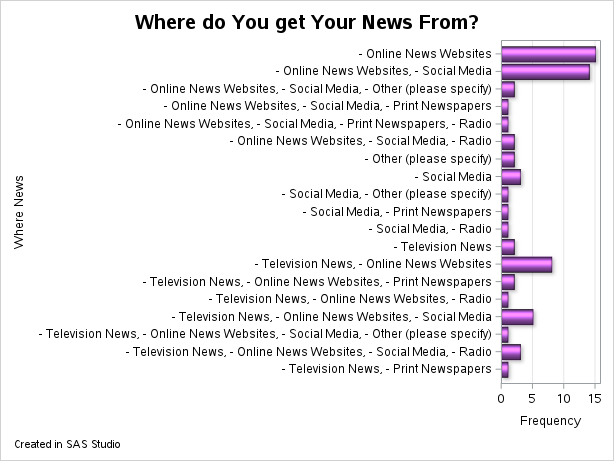 Where do You get Your News From?
- Online News Websites
- Online News Websites, - Social Media
- Online News Websites, - Social Media, - Other (please specify)
- Online News Websites, - Social Media, - Print Newspapers
- Online News Websites, - Social Media, - Print Newspapers, - Radio
- Online News Websites, - Social Media, - Radio
- Other (please specify)
- Social Media
- Social Media, - Other (please specify)
- Social Media, - Print Newspapers
- Social Media, - Radio
- Television News
- Television News, - Online News Websites
- Television News, - Online News Websites, - Print Newspapers
- Television News, - Online News Websites, - Radio
- Television News, - Online News Websites, - Social Media
- Television News, - Online News Websites, - Social Media, - Other (please specify)
- Television News, - Online News Websites, - Social Media, - Radio
- Television News, - Print Newspapers
Where News
0 5 10 15
Frequency
Created in SAS Studio